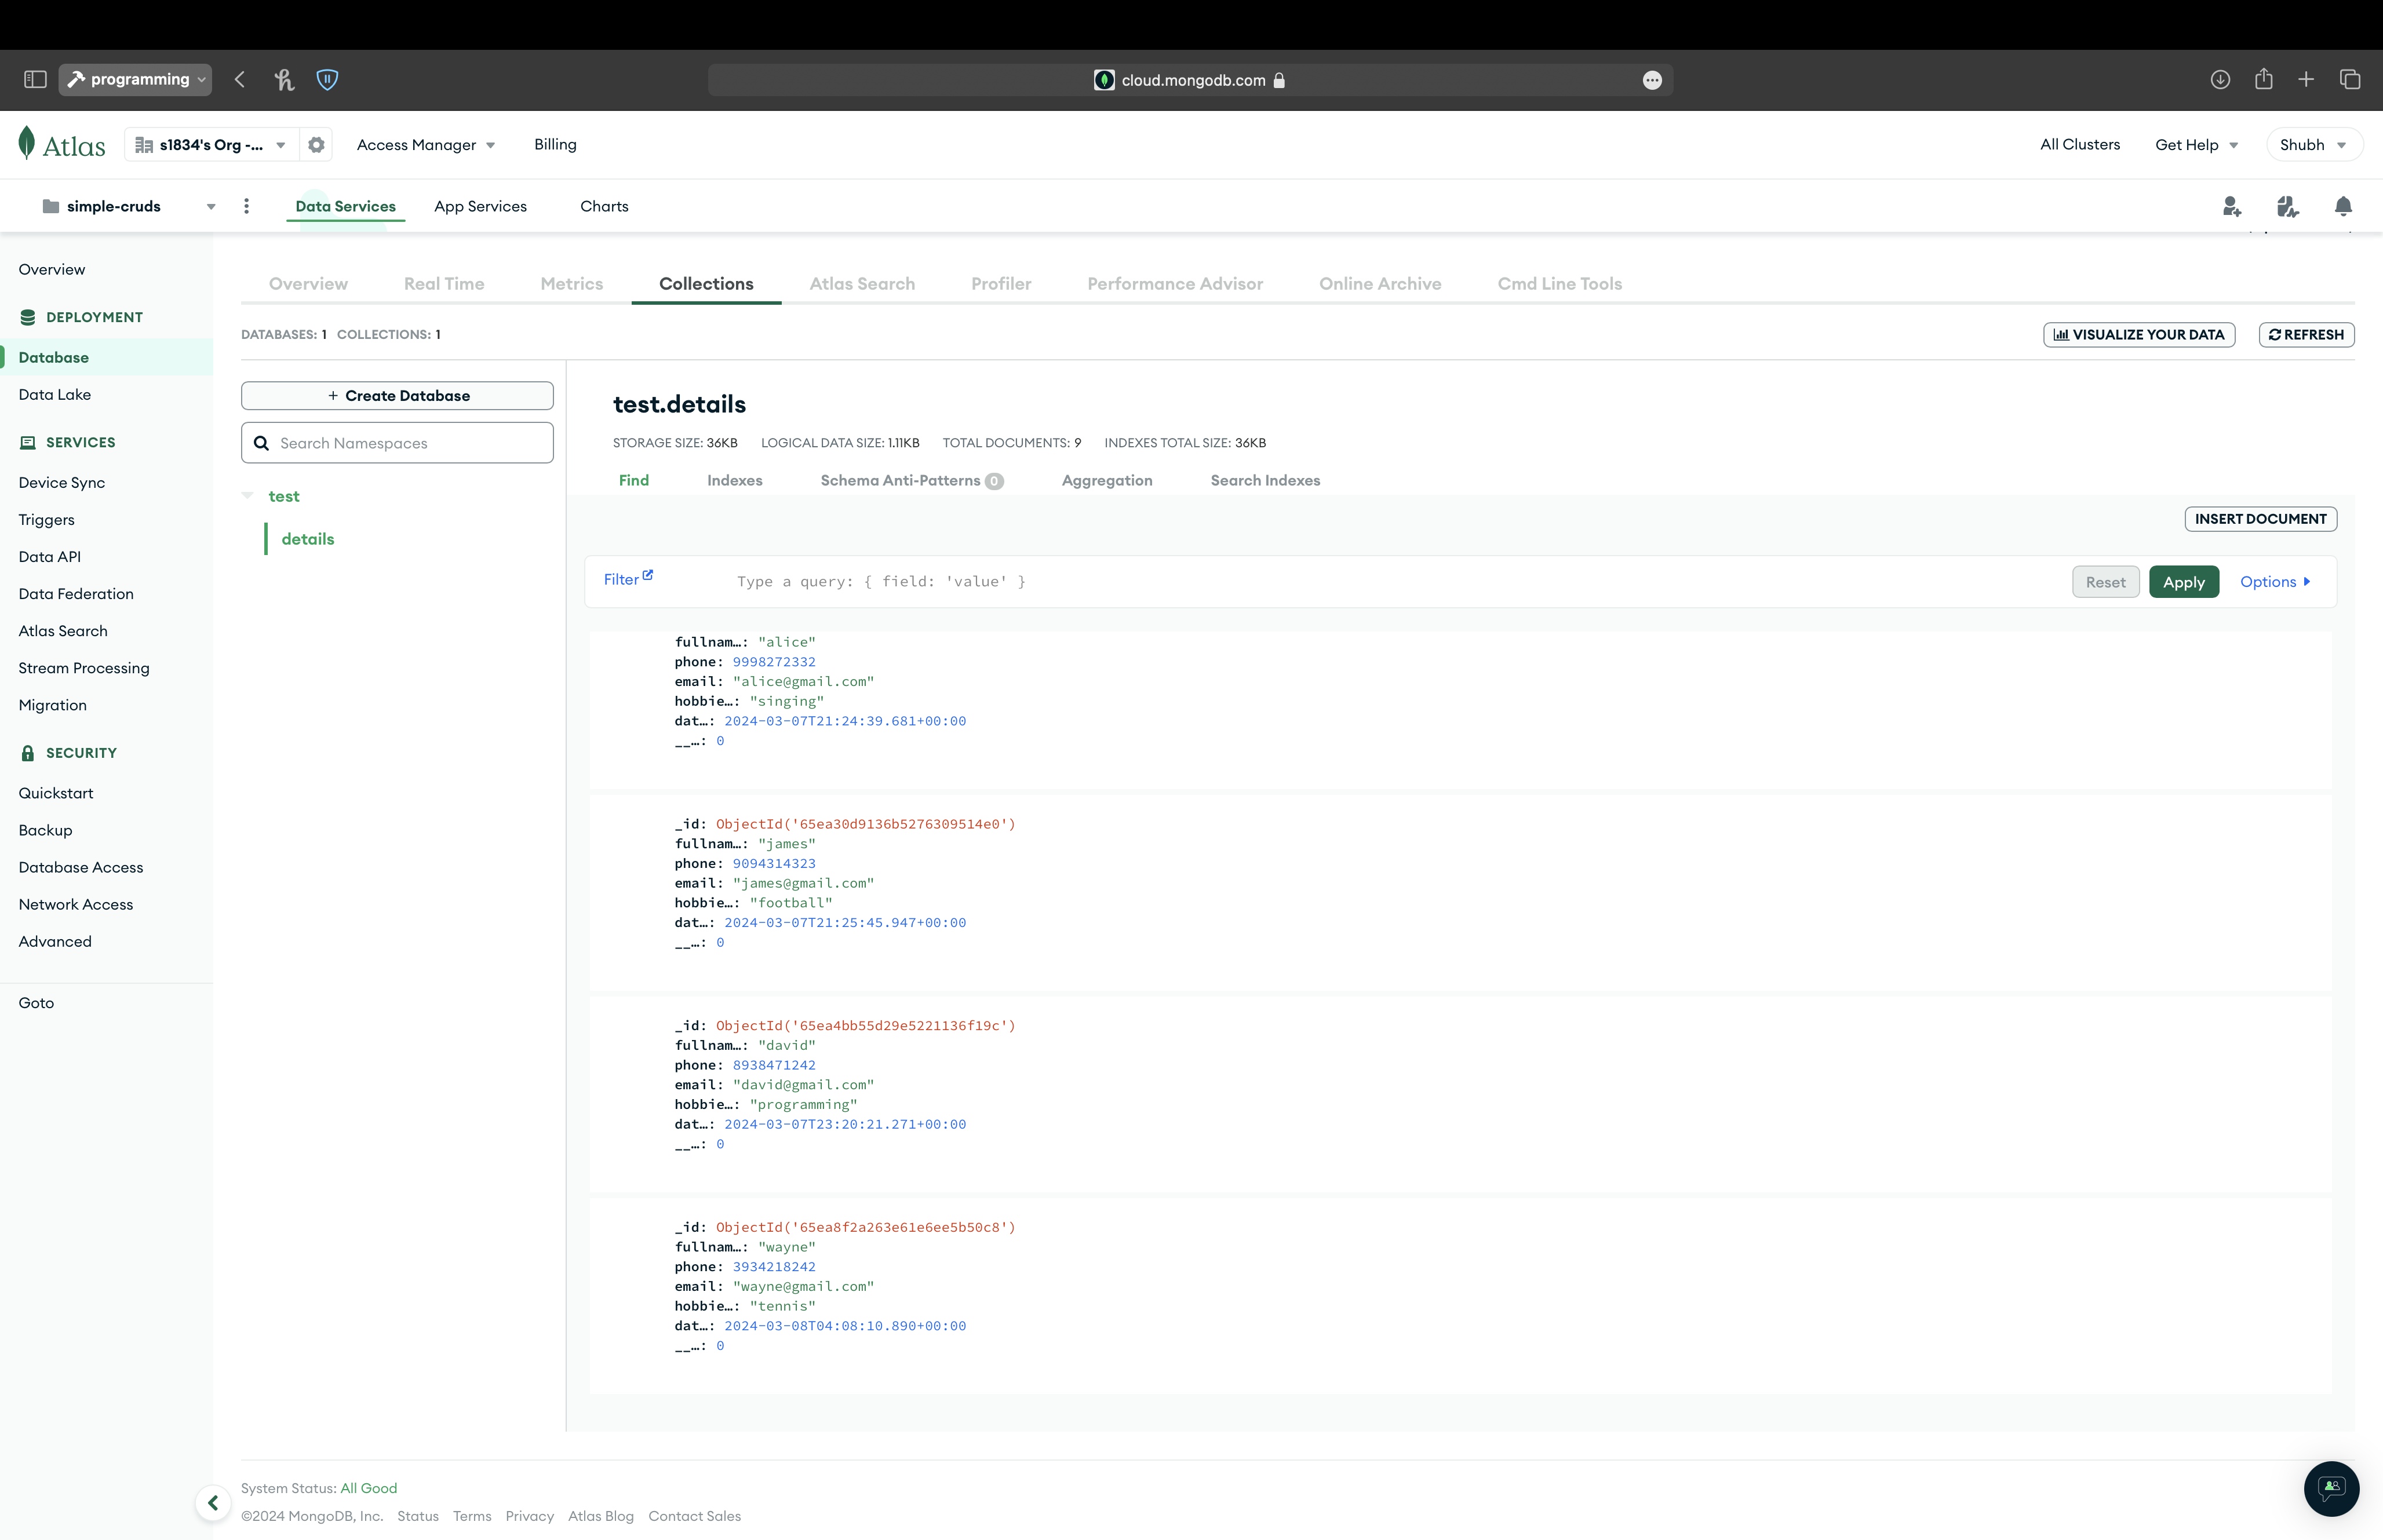 programming
cloud.mongodb.com
Atlas
s1834's Org -...
Access Manager
Billing
All Clusters
Get Help
Shubh
simple-cruds
Data Services
App Services
Charts
Overview
DEPLOYMENT
Database
Data Lake
SERVICES
Device Sync
Triggers
Data API
Data Federation
Atlas Search
Stream Processing
Migration
SECURITY
Quickstart
Backup
Database Access
Network Access
Advanced
Goto
Overview
Real Time
Metrics
Collections
Atlas Search
Profiler
Performance Advisor
Online Archive
Cmd Line Tools
DATABASES: 1 COLLECTIONS: 1
VISUALIZE YOUR DATA
REFRESH
+ Create Database
Search Namespaces
test
details
test.details
STORAGE SIZE: 36KB LOGICAL DATA SIZE: 1.11KB TOTAL DOCUMENTS: 9 INDEXES TOTAL SIZE: 36KB
Find
Indexes
Schema Anti-Patterns 0
Aggregation
Search Indexes
INSERT DOCUMENT
Filter
Type a query: { field: 'value' }
Reset
Apply
Options
fullnam…: "alice"
phone: 9998272332
email: "alice@gmail.com"
hobbie…: "singing"
dat…: 2024-03-07T21:24:39.681+00:00
__…: 0
_id: ObjectId('65ea30d9136b5276309514e0')
fullnam…: "james"
phone: 9094314323
email: "james@gmail.com"
hobbie…: "football"
dat…: 2024-03-07T21:25:45.947+00:00
__…: 0
_id: ObjectId('65ea4bb55d29e5221136f19c')
fullnam…: "david"
phone: 8938471242
email: "david@gmail.com"
hobbie…: "programming"
dat…: 2024-03-07T23:20:21.271+00:00
__…: 0
_id: ObjectId('65ea8f2a263e61e6ee5b50c8')
fullnam…: "wayne"
phone: 3934218242
email: "wayne@gmail.com"
hobbie…: "tennis"
dat…: 2024-03-08T04:08:10.890+00:00
__…: 0
System Status: All Good
©2024 MongoDB, Inc. Status Terms Privacy Atlas Blog Contact Sales